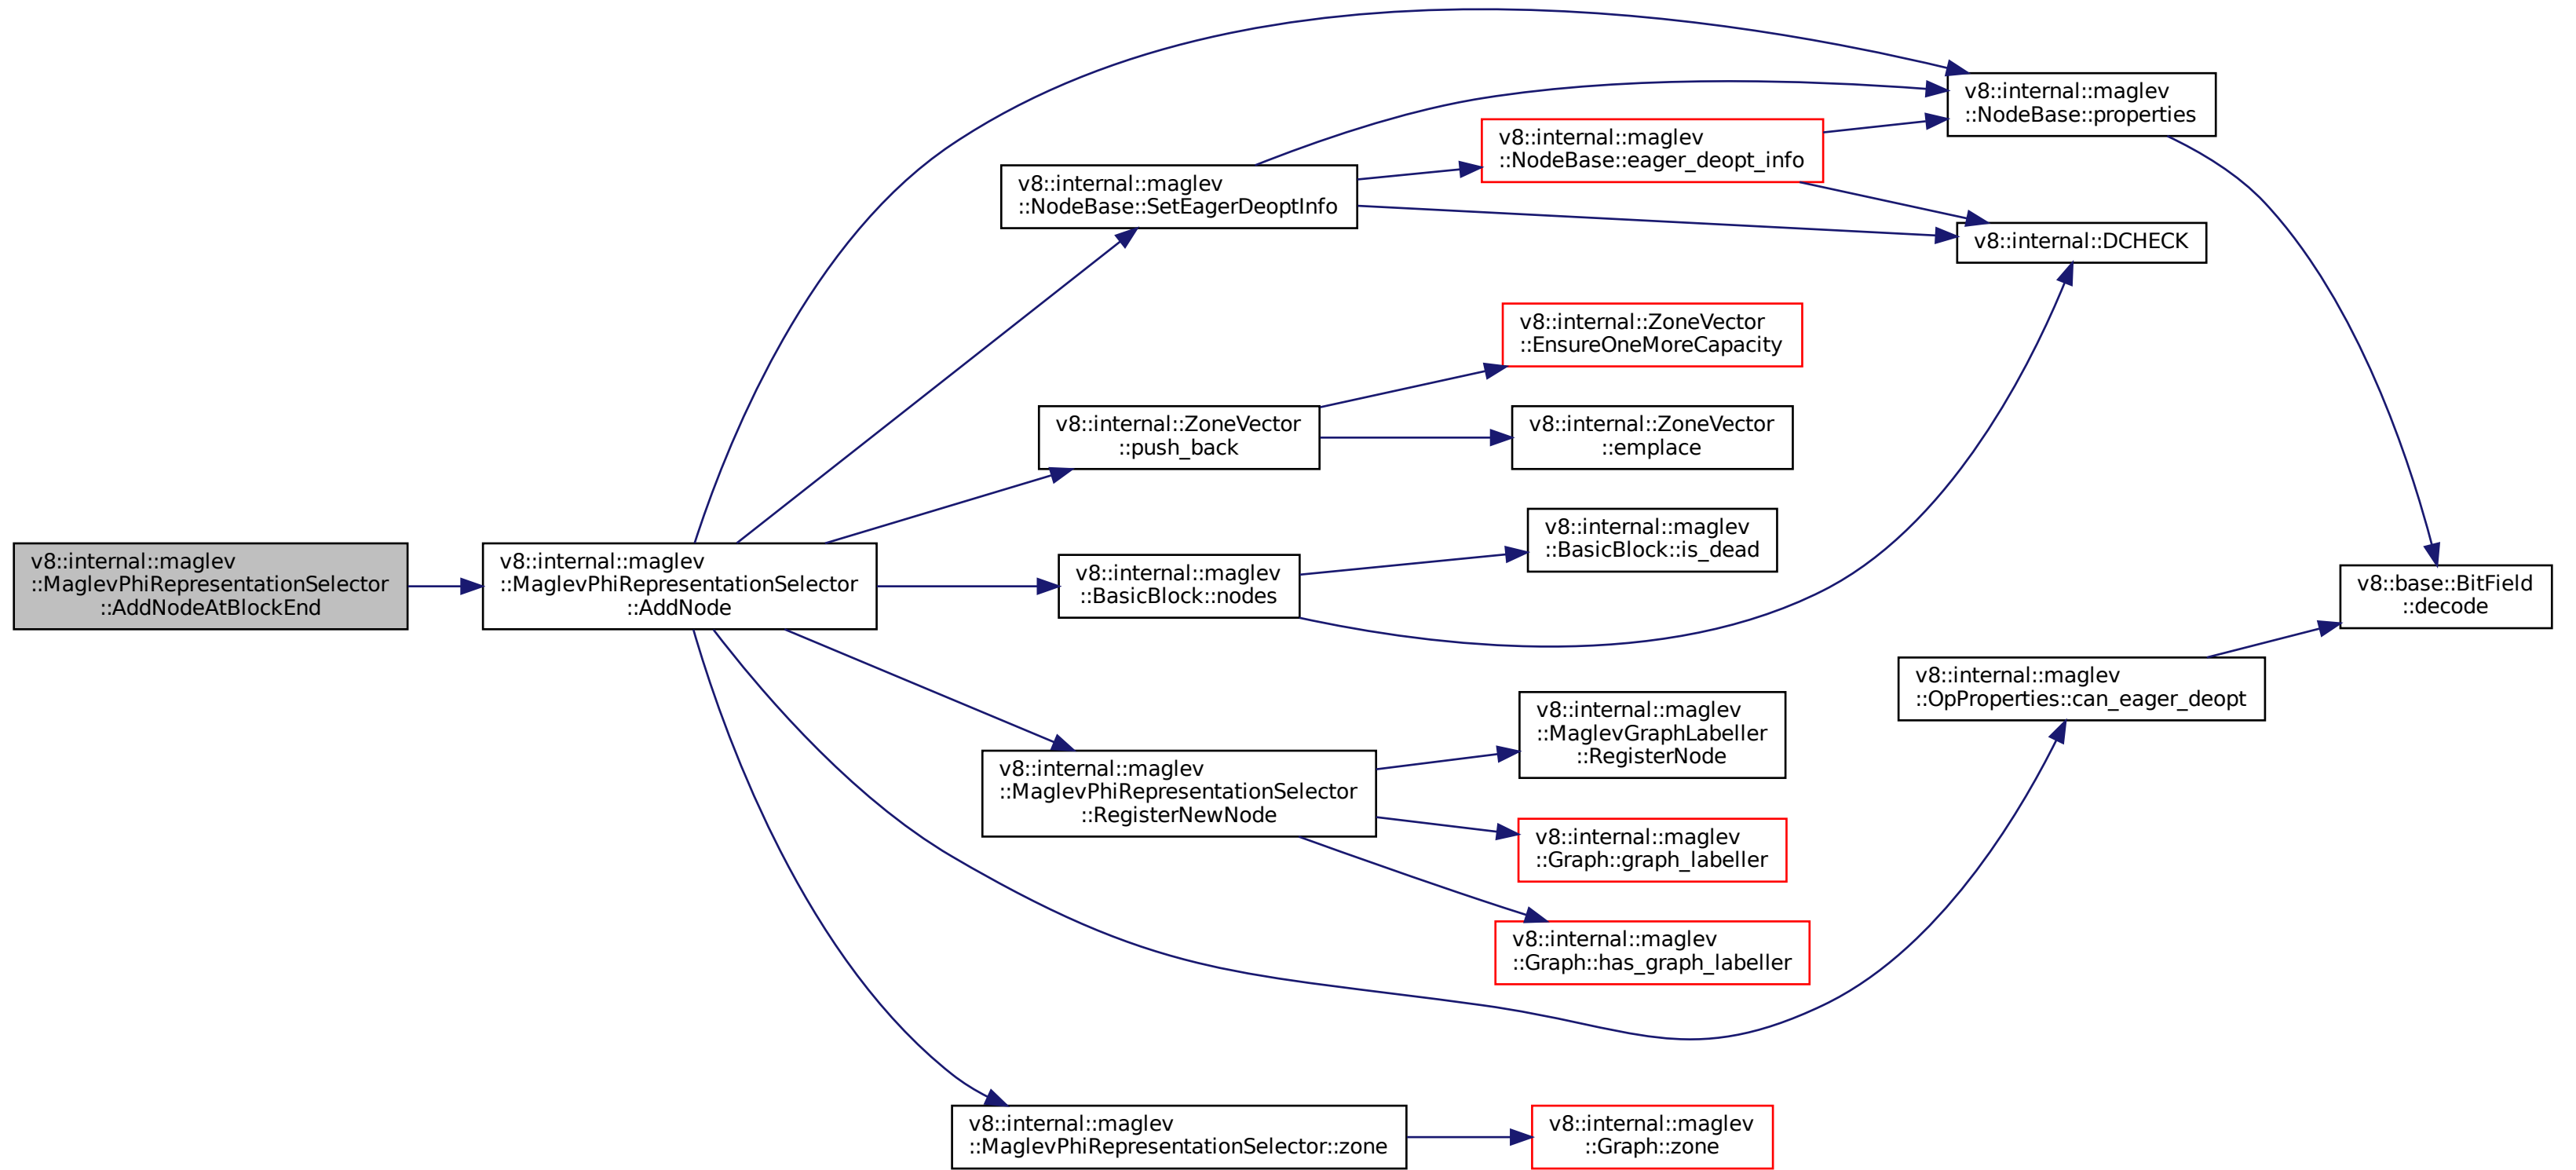 v8::internal::maglev
::MaglevPhiRepresentationSelector
::AddNodeAtBlockEnd
v8::internal::maglev
::MaglevPhiRepresentationSelector
::AddNode
v8::internal::maglev
::NodeBase::SetEagerDeoptInfo
v8::internal::ZoneVector
::push_back
v8::internal::maglev
::BasicBlock::nodes
v8::internal::maglev
::MaglevPhiRepresentationSelector
::RegisterNewNode
v8::internal::maglev
::MaglevPhiRepresentationSelector::zone
v8::internal::maglev
::NodeBase::eager_deopt_info
v8::internal::ZoneVector
::EnsureOneMoreCapacity
v8::internal::ZoneVector
::emplace
v8::internal::maglev
::BasicBlock::is_dead
v8::internal::maglev
::MaglevGraphLabeller
::RegisterNode
v8::internal::maglev
::Graph::graph_labeller
v8::internal::maglev
::Graph::has_graph_labeller
v8::internal::maglev
::Graph::zone
v8::internal::maglev
::NodeBase::properties
v8::internal::DCHECK
v8::internal::maglev
::OpProperties::can_eager_deopt
v8::base::BitField
::decode